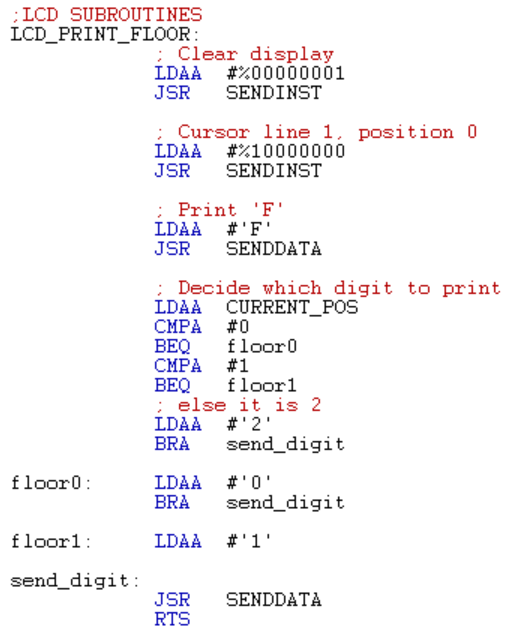 ;LCD SUBROUTINES
LCD_PRINT_FLOOR:
; Clear display
LDAA #%00000001
JSR SENDINST
; Cursor line 1, position 0
LDAA #%10000000
JSR SENDINST
; Print 'F'
LDAA #'F'
JSR SENDDATA
; Decide which digit to print
LDAA CURRENT_POS
CMPA #0
BEQ floor0
CMPA #1
BEQ floor1
; else it is 2
LDAA #'2'
BRA send_digit
floor0: LDAA #'0'
BRA send_digit
floor1: LDAA #'1'
send_digit:
JSR SENDDATA
RTS